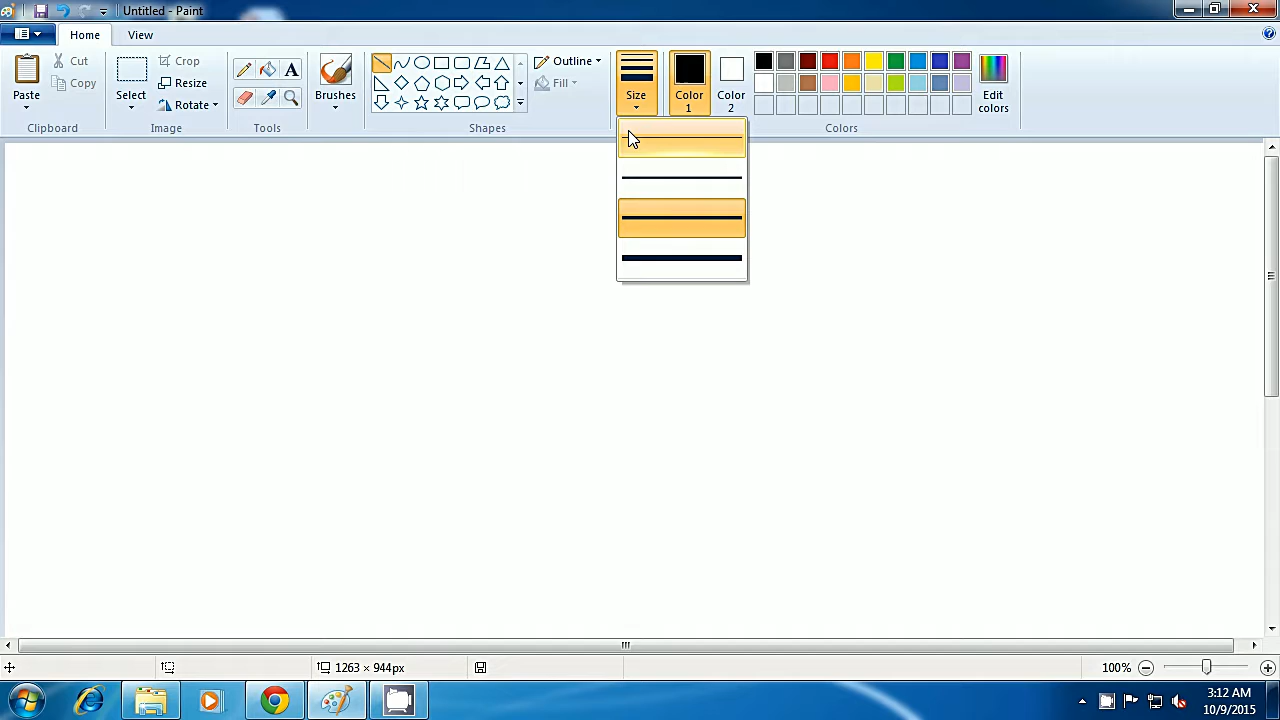 Untitled - Paint
Home View
Paste
Cut
Copy
Clipboard
Select
Crop
Resize
Rotate
Image
A
Tools
Brushes
Outline
Fill
Shapes
Size
Color 1
Color 2
Edit colors
Colors
1263 × 944px
100%
3:12 AM
10/9/2015